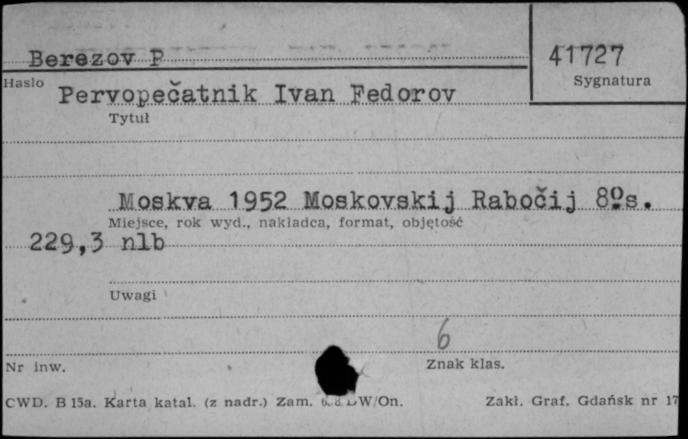 Berezov P
41727
Hasło
Sygnatura
Pervopečatnik Ivan Fedorov
Tytuł
Moskva 1952 Moskovskij Rabočij 8º s.
Miejsce, rok wyd., nakładca, format, objętość
229,3 nlb
Uwagi
6
Nr inw.
Znak klas.
CWD. B 15a. Karta katal. (z nadr.) Zam. W/On.
Zakł. Graf. Gdańsk nr 17